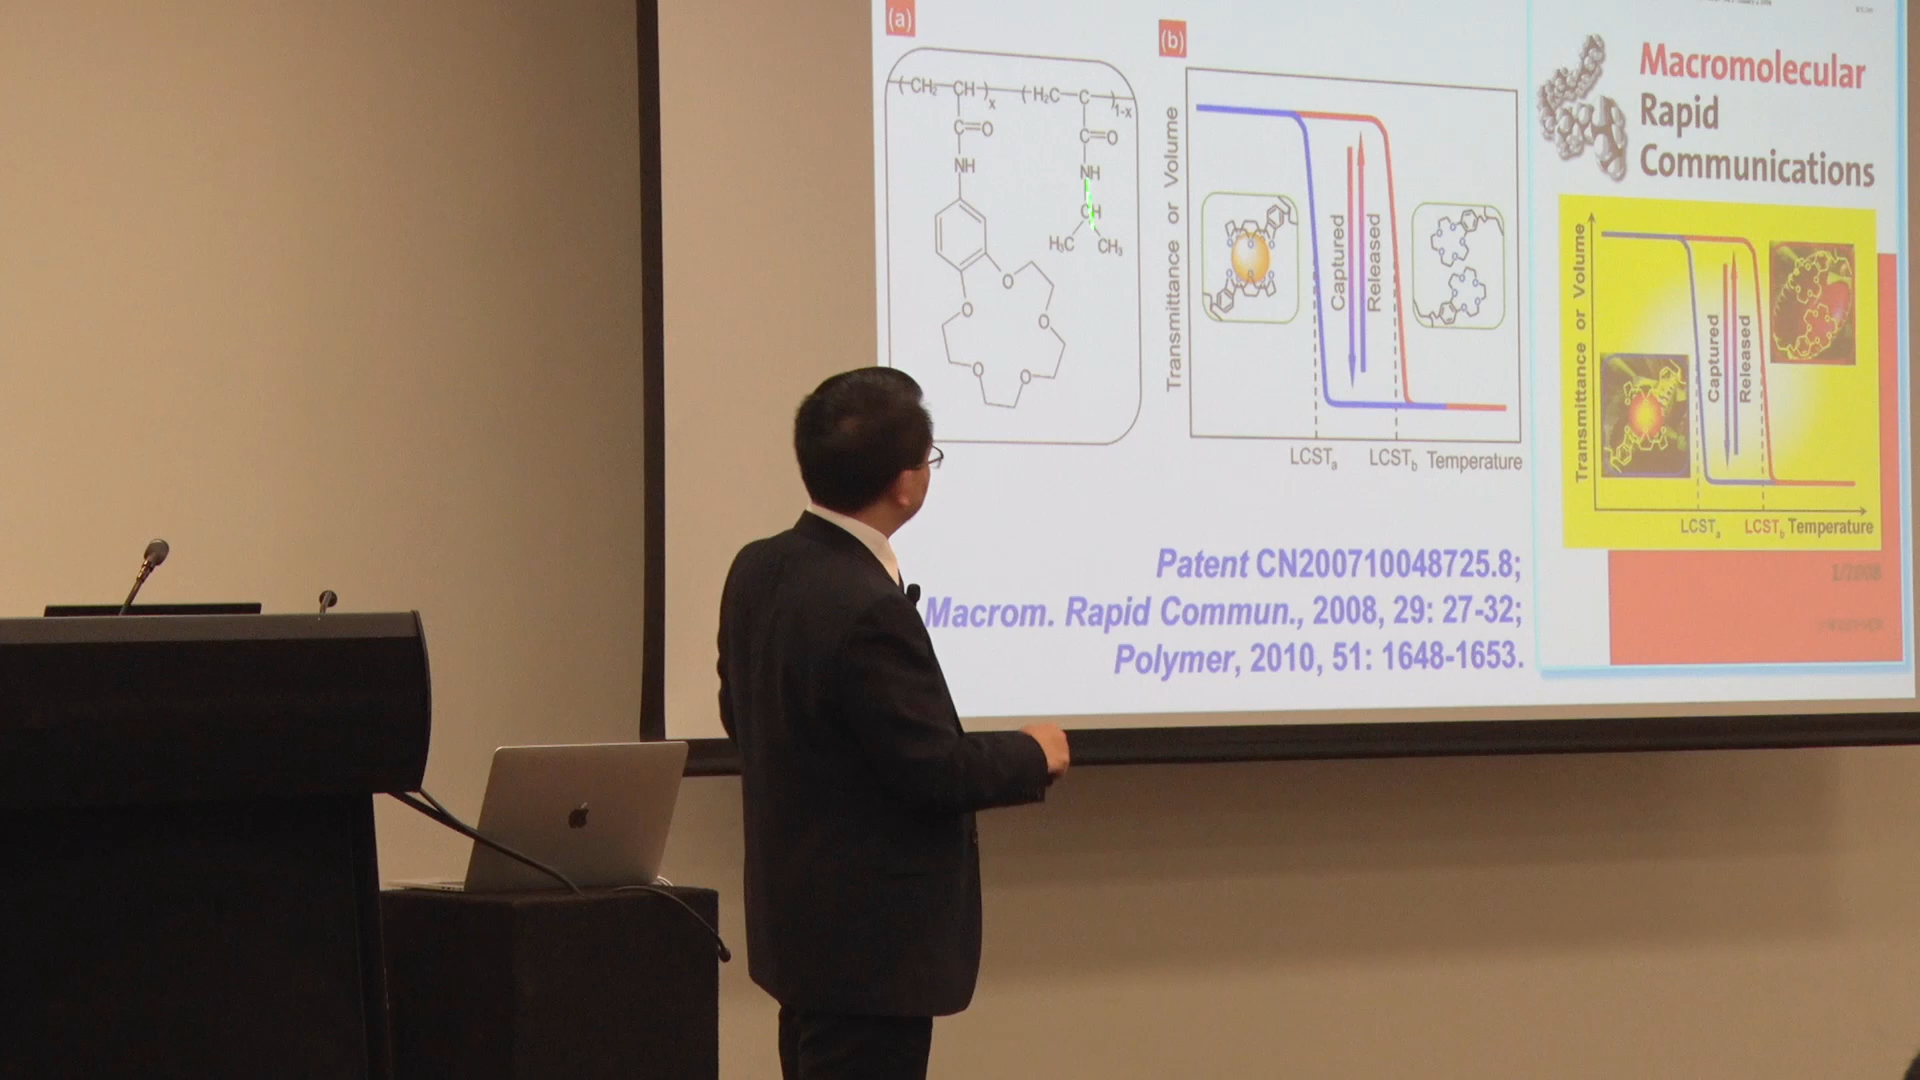 (a)
(CH₂ CH)x (H₂C C)1-x
C=O
C=O
NH
NH
CH
H₃C
CH₃
O
O
O
O
O
(b)
Transmittance or Volume
Captured
Released
LCSTa
LCSTb
Temperature
Macromolecular
Rapid
Communications
Transmittance or Volume
Captured
Released
LCSTa
LCSTb
Temperature
1/2008
Patent CN200710048725.8;
Macrom. Rapid Commun., 2008, 29: 27-32;
Polymer, 2010, 51: 1648-1653.